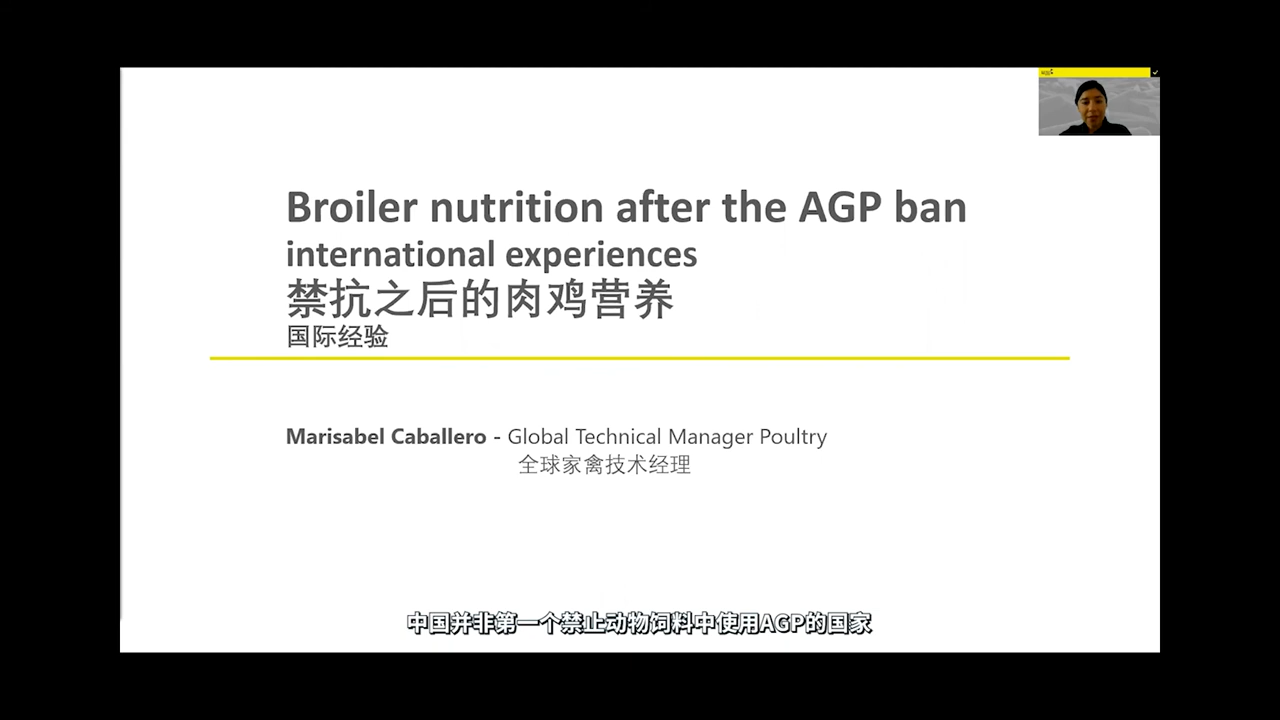 Broiler nutrition after the AGP ban
international experiences
禁抗之后的肉鸡营养
国际经验
Marisabel Caballero - Global Technical Manager Poultry
全球家禽技术经理
中国并非第一个禁止动物饲料中使用AGP的国家